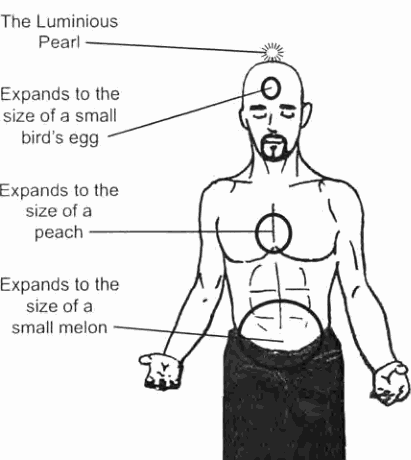 The Luminious
Pearl
Expands to the
size of a small
bird's egg
Expands to the
size of a
peach
Expands to the
size of a
small melon